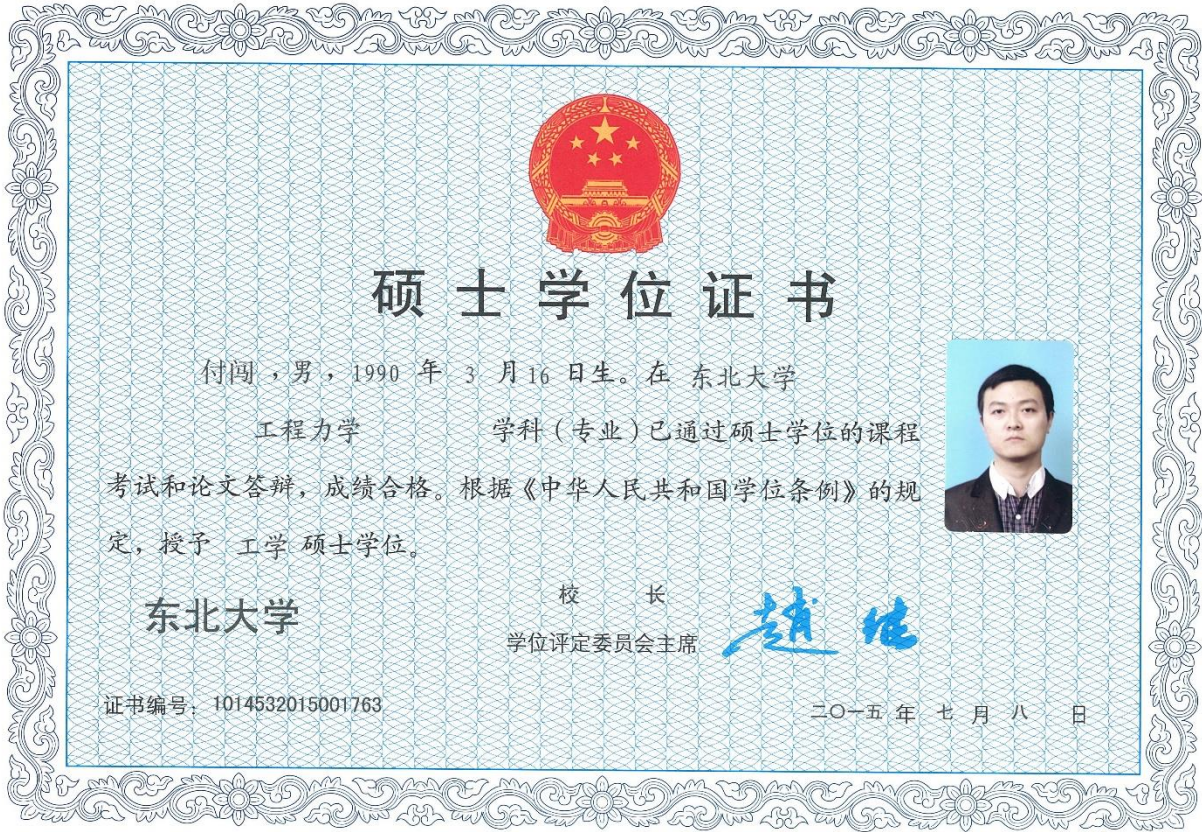 硕士学位证书
付闯，男，1990 年 3 月 16 日生。在 东北大学
工程力学 学科（专业）已通过硕士学位的课程
考试和论文答辩，成绩合格。根据《中华人民共和国学位条例》的规
定，授予 工学 硕士学位。
东北大学
校 长
学位评定委员会主席
赵继
证书编号：1014532015001763
二〇一五 年 七 月 八 日